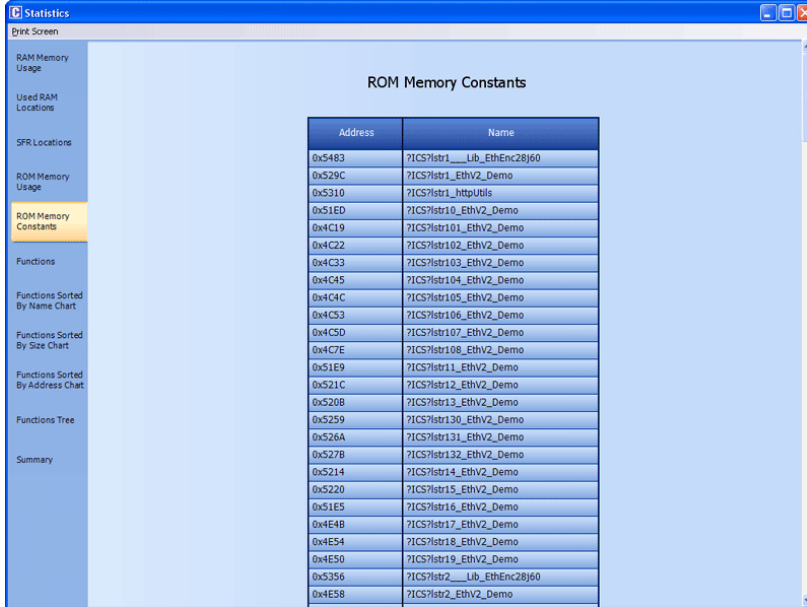 Statistics
Print Screen
RAM Memory
Usage
Used RAM
Locations
SFR Locations
ROM Memory
Usage
ROM Memory
Constants
Functions
Functions Sorted
By Name Chart
Functions Sorted
By Size Chart
Functions Sorted
By Address Chart
Functions Tree
Summary
ROM Memory Constants
Address Name
0x5483 ?ICS?lstr1___Lib_EthEnc28j60
0x529C ?ICS?lstr1_EthV2_Demo
0x5310 ?ICS?lstr1_httpUtils
0x51ED ?ICS?lstr10_EthV2_Demo
0x4C19 ?ICS?lstr101_EthV2_Demo
0x4C22 ?ICS?lstr102_EthV2_Demo
0x4C33 ?ICS?lstr103_EthV2_Demo
0x4C45 ?ICS?lstr104_EthV2_Demo
0x4C4C ?ICS?lstr105_EthV2_Demo
0x4C53 ?ICS?lstr106_EthV2_Demo
0x4C5D ?ICS?lstr107_EthV2_Demo
0x4C7E ?ICS?lstr108_EthV2_Demo
0x51E9 ?ICS?lstr11_EthV2_Demo
0x521C ?ICS?lstr12_EthV2_Demo
0x520B ?ICS?lstr13_EthV2_Demo
0x5259 ?ICS?lstr130_EthV2_Demo
0x526A ?ICS?lstr131_EthV2_Demo
0x527B ?ICS?lstr132_EthV2_Demo
0x5214 ?ICS?lstr14_EthV2_Demo
0x5220 ?ICS?lstr15_EthV2_Demo
0x51E5 ?ICS?lstr16_EthV2_Demo
0x4E4B ?ICS?lstr17_EthV2_Demo
0x4E54 ?ICS?lstr18_EthV2_Demo
0x4E50 ?ICS?lstr19_EthV2_Demo
0x5356 ?ICS?lstr2___Lib_EthEnc28j60
0x4E58 ?ICS?lstr2_EthV2_Demo